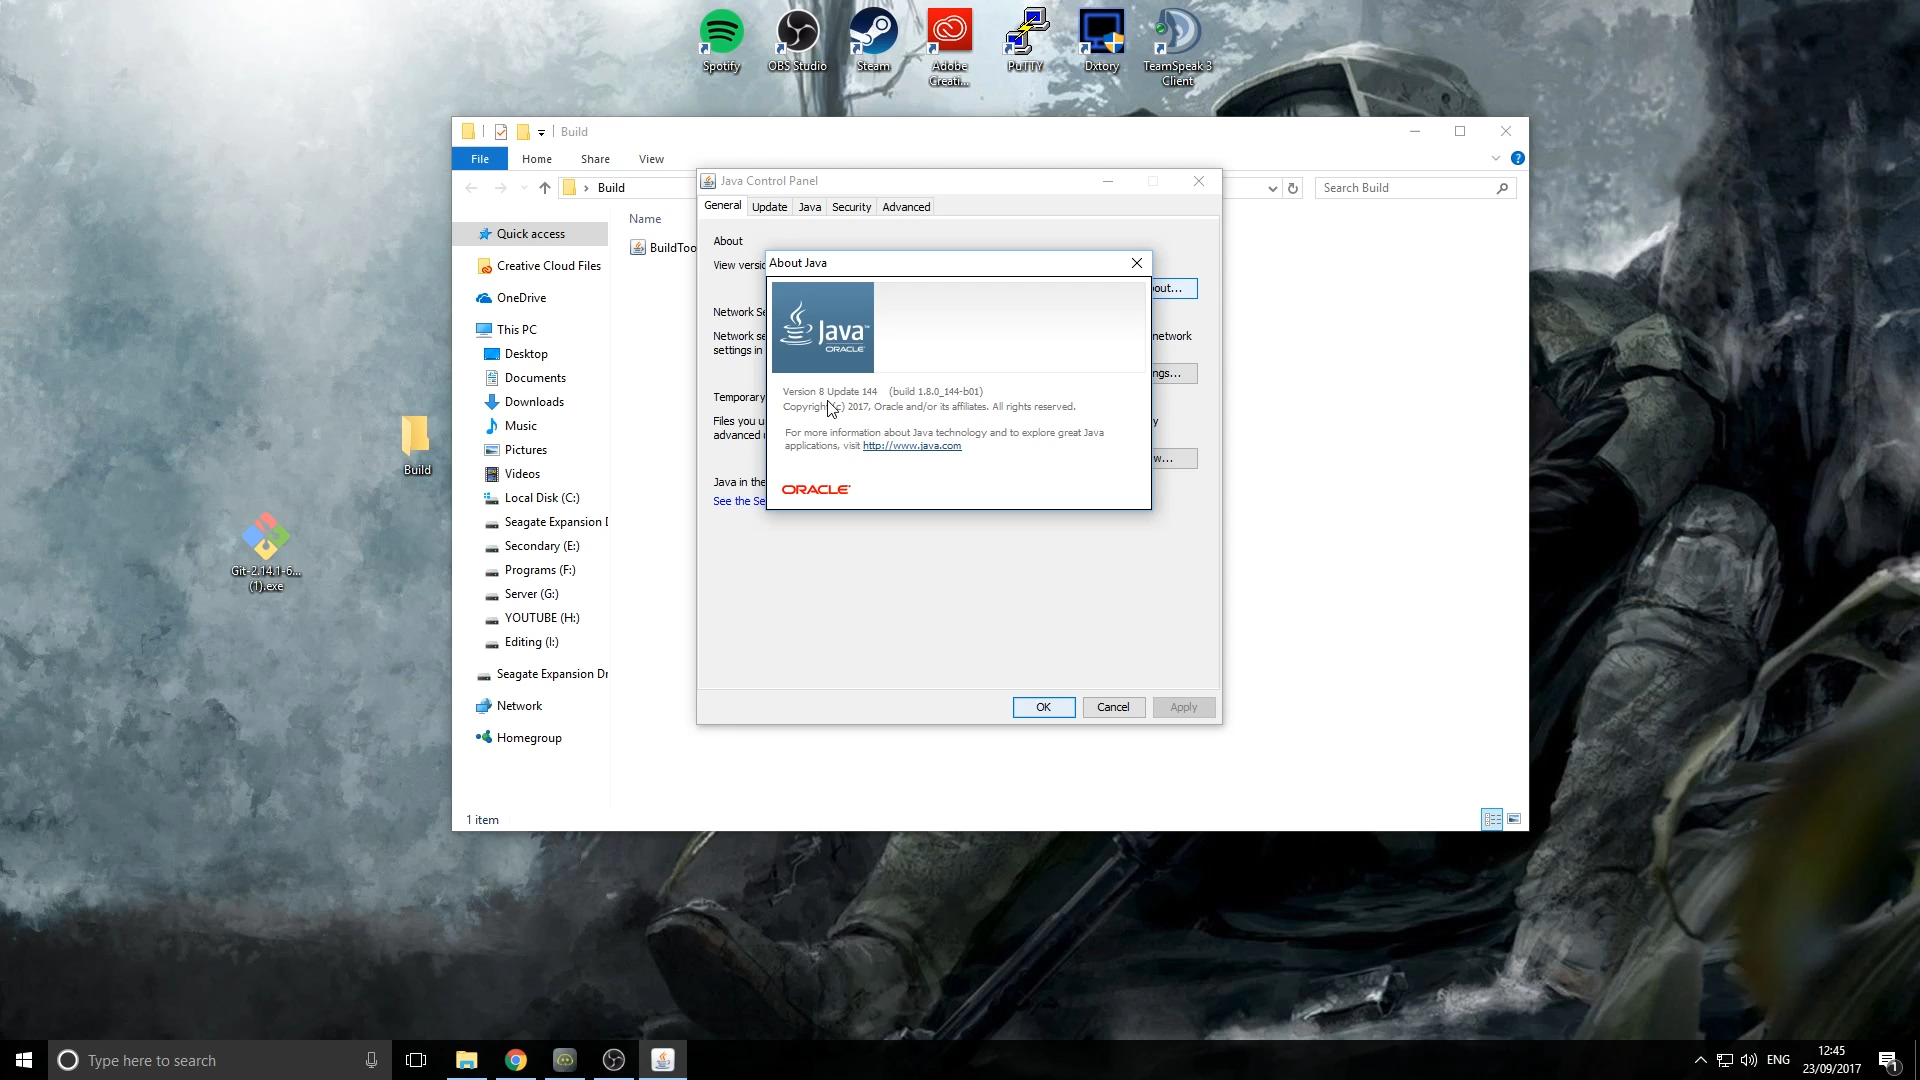 Spotify
OBS Studio
Steam
Adobe
Creati...
PuTTY
Dxtory
TeamSpeak 3
Client
Build
File
Home
Share
View
Build
Search Build
Java Control Panel
General
Update
Java
Security
Advanced
Name
Quick access
BuildToo
Creative Cloud Files
OneDrive
This PC
Desktop
Documents
Downloads
Music
Pictures
Videos
Local Disk (C:)
Seagate Expansion D
Secondary (E:)
Programs (F:)
Server (G:)
YOUTUBE (H:)
Editing (I:)
Seagate Expansion Dr
Network
Homegroup
1 item
About
View versio
out...
Network Se
Network se
network
settings in
ngs...
Temporary
Files you u
y
advanced
w...
Java in the
See the Se
OK
Cancel
Apply
About Java
Java™
ORACLE
Version 8 Update 144 (build 1.8.0_144-b01)
Copyright (c) 2017, Oracle and/or its affiliates. All rights reserved.
For more information about Java technology and to explore great Java
applications, visit http://www.java.com
ORACLE
Build
Git-2.14.1-6...
(1).exe
Type here to search
ENG
12:45
23/09/2017
1